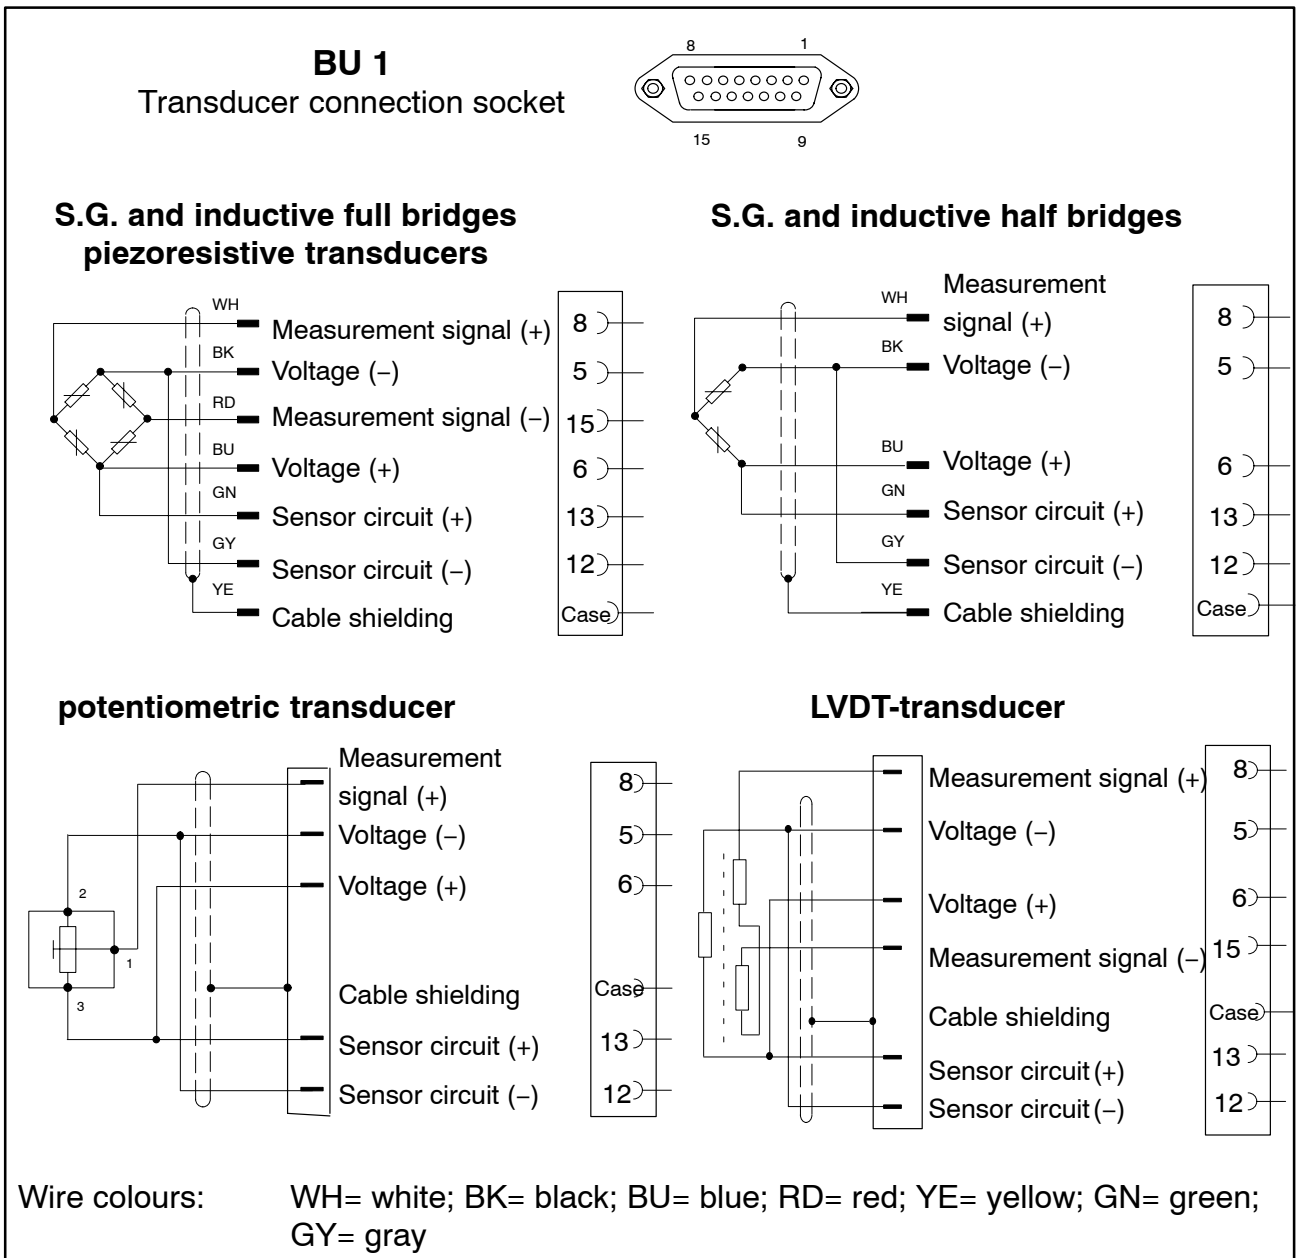 BU 1
Transducer connection socket
8 1
15 9
S.G. and inductive full bridges
piezoresistive transducers
WH
Measurement signal (+)
8
BK
Voltage (−)
5
RD
Measurement signal (−)
15
BU
Voltage (+)
6
GN
Sensor circuit (+)
13
GY
Sensor circuit (−)
12
YE
Cable shielding
Case
S.G. and inductive half bridges
WH
Measurement
signal (+)
8
BK
Voltage (−)
5
BU
Voltage (+)
6
GN
Sensor circuit (+)
13
GY
Sensor circuit (−)
12
YE
Cable shielding
Case
potentiometric transducer
Measurement
signal (+)
8
Voltage (−)
5
Voltage (+)
6
2
1
3
Cable shielding
Case
Sensor circuit (+)
13
Sensor circuit (−)
12
LVDT-transducer
Measurement signal (+)
8
Voltage (−)
5
Voltage (+)
6
Measurement signal (−)
15
Cable shielding
Case
Sensor circuit (+)
13
Sensor circuit (−)
12
Wire colours: WH= white; BK= black; BU= blue; RD= red; YE= yellow; GN= green;
GY= gray